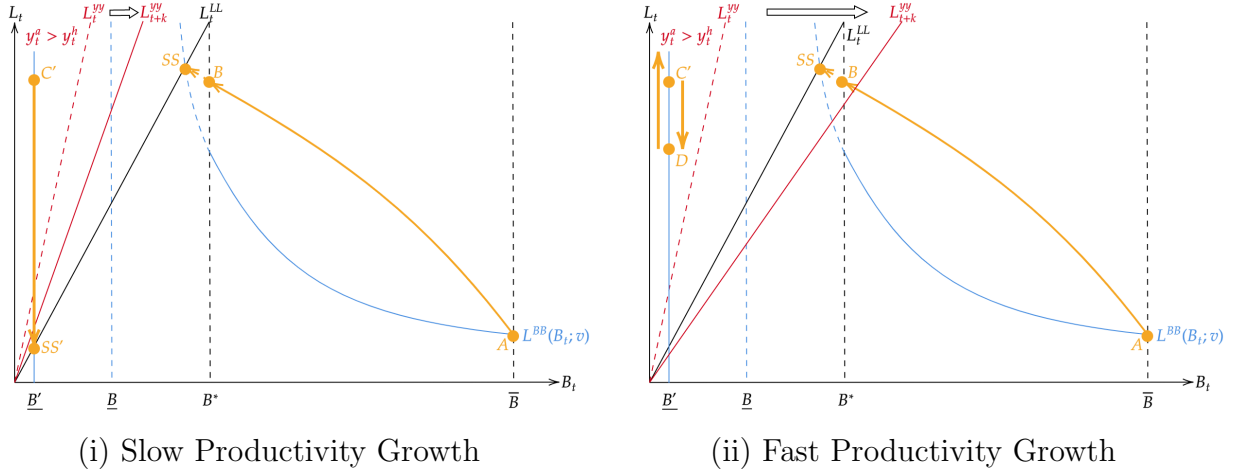 L_t
L_t^{yy}
L_{t+k}^{yy}
L_t^{LL}
y_t^a > y_t^h
C′
SS
B
SS′
A
L^{BB}(B_t; v)
B_t
B′
B
B*
B̅
(i) Slow Productivity Growth
L_t
L_t^{yy}
L_{t+k}^{yy}
L_t^{LL}
y_t^a > y_t^h
C′
SS
B
D
A
L^{BB}(B_t; v)
B_t
B′
B
B*
B̅
(ii) Fast Productivity Growth